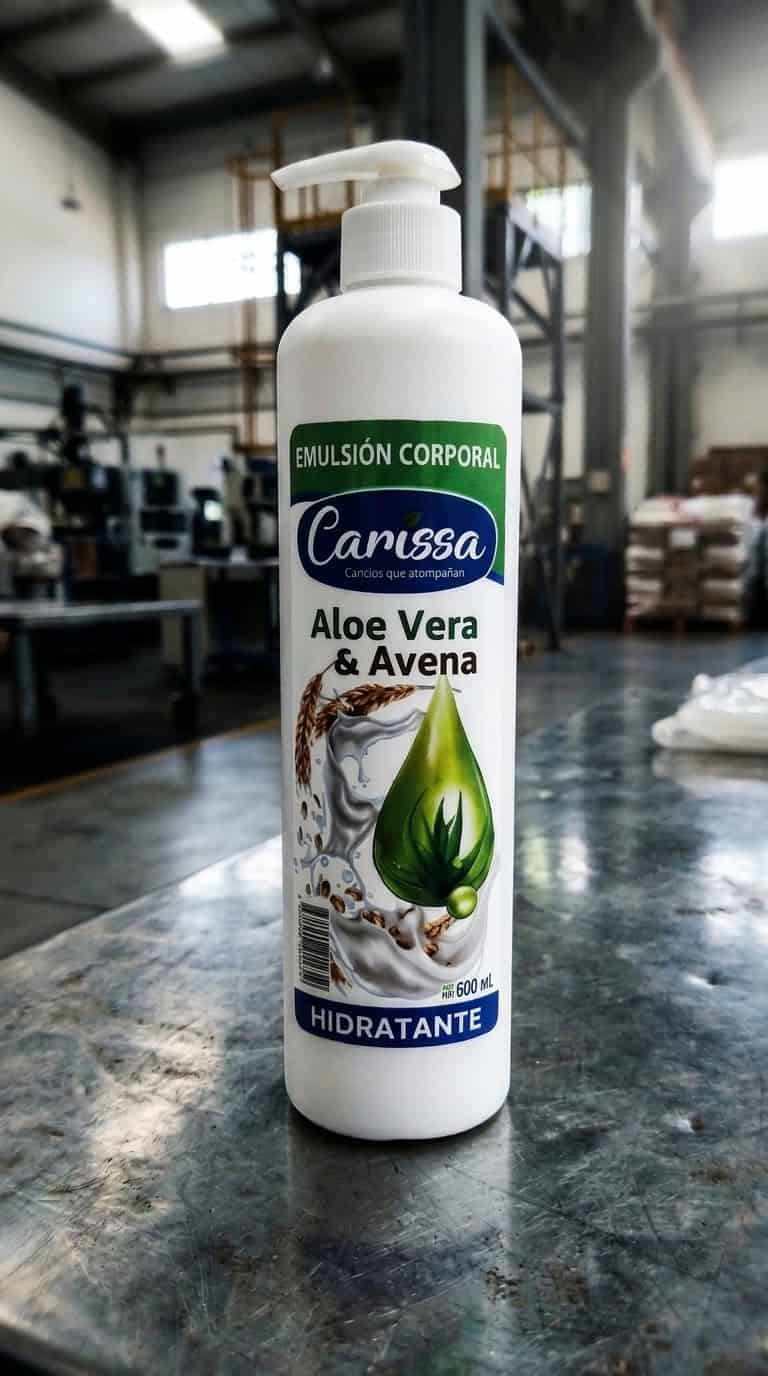 EMULSIÓN CORPORAL
Carissa
Cancios que atompañan
Aloe Vera
& Avena
600 mL
HIDRATANTE